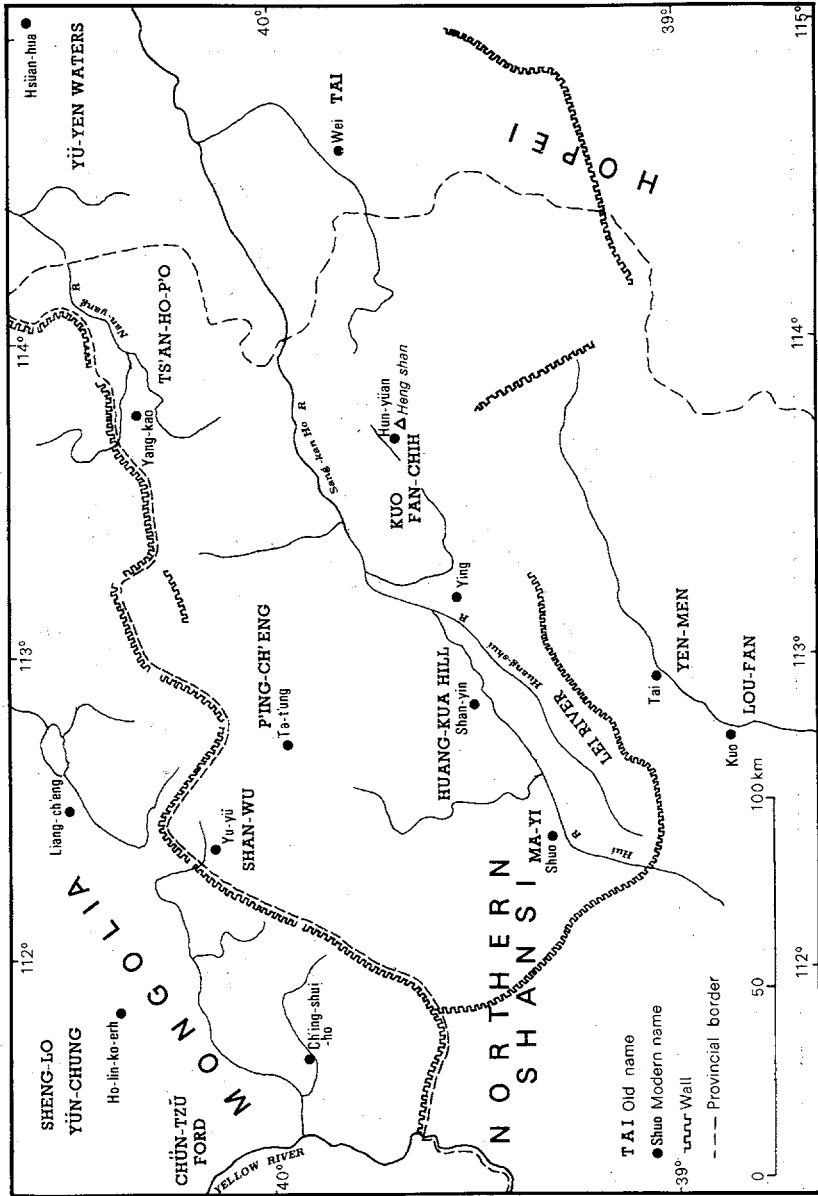 112°
113°
114°
Hsüan-hua
SHENG-LO
YÜN-CHUNG
Ho-lin-ko-erh
Liang-ch'eng
MONGOLIA
CHÜN-TZŬ
FORD
YELLOW RIVER
Ch'ing-shui
-ho
Yu-yü
SHAN-WU
P'ING-CH'ENG
Ta-t'ung
Yang-kao
TS'AN-HO-P'O
Nan-yang R
YÜ-YEN WATERS
40°
40°
Wei TAI
Sang-kan Ho R
Hun-yüan
Heng shan
KUO
FAN-CHIH
Ying
HUANG-KUA HILL
Shan-yin
Huang-shui R
LEI RIVER
NORTHERN
SHANSI
MA-YI
Shuo
Hui R
HOPEI
Tai
YEN-MEN
Kuo
LOU-FAN
39°
39°
TAI Old name
Shuo Modern name
Wall
Provincial border
0 50 100 km
112°
113°
114°
115°